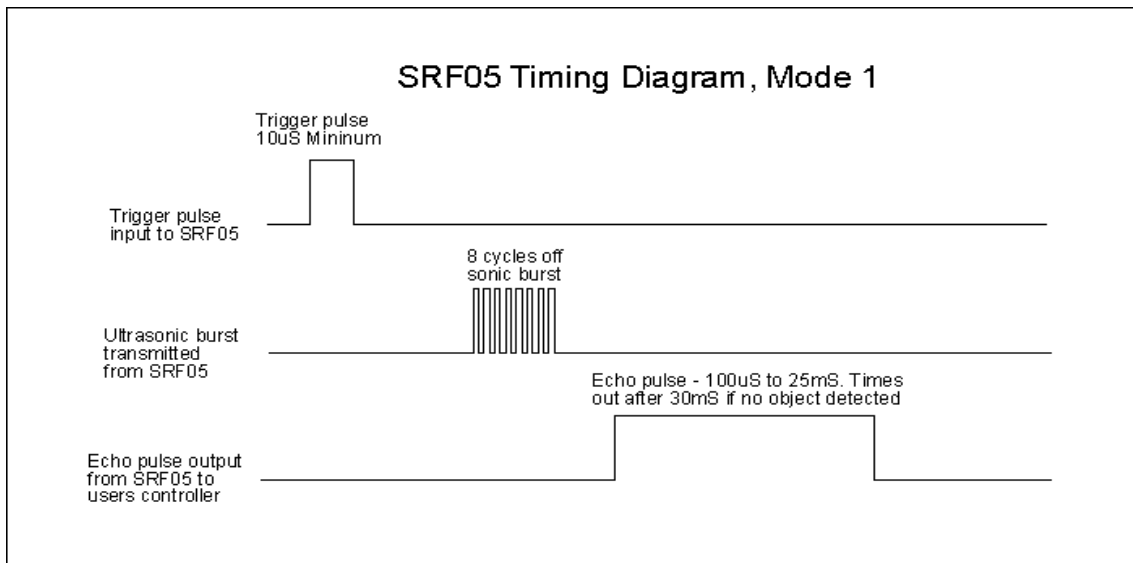 SRF05 Timing Diagram, Mode 1
Trigger pulse
10uS Mininum
Trigger pulse
input to SRF05
8 cycles off
sonic burst
Ultrasonic burst
transmitted
from SRF05
Echo pulse - 100uS to 25mS. Times
out after 30mS if no object detected
Echo pulse output
from SRF05 to
users controller